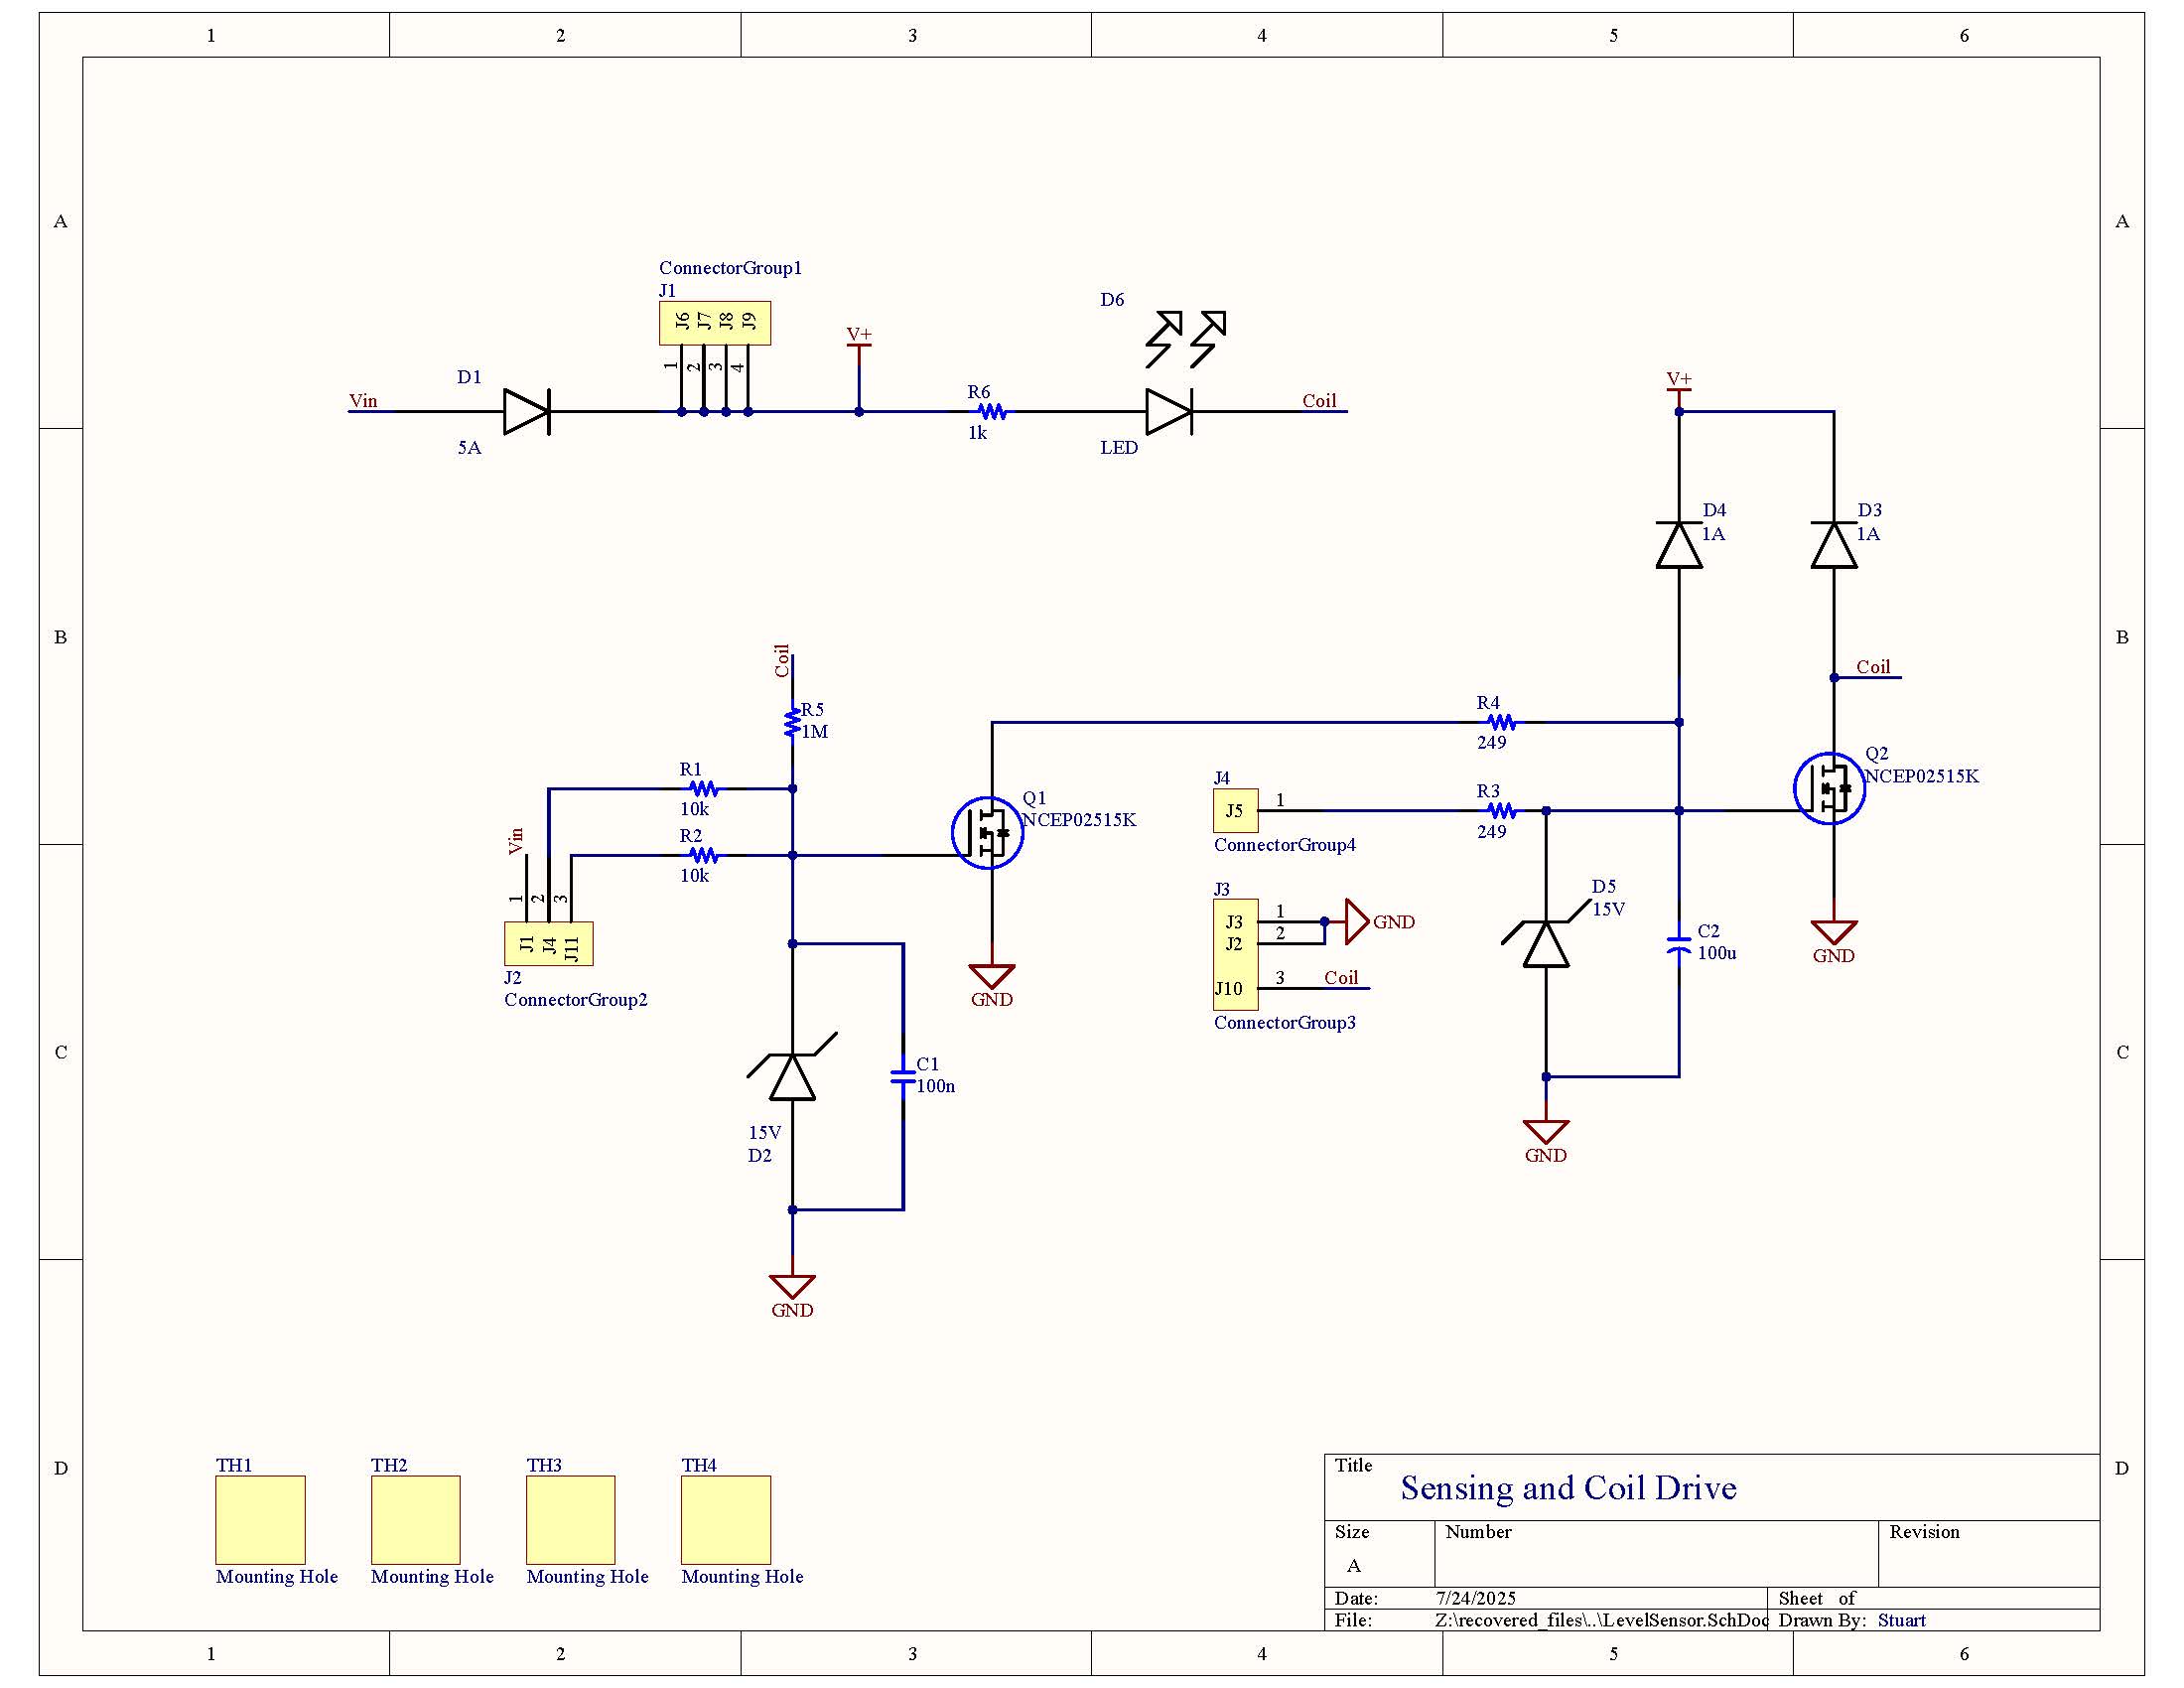 1 2 3 4 5 6
A A
ConnectorGroup1
J1
J6 J7 J8 J9
1 2 3 4
V+
D6
D1
Vin
5A
R6
1k
LED
Coil
V+
D4
1A
D3
1A
B B
Coil
Coil
R5
1M
R4
249
R1
10k
R2
10k
Vin
1 2 3
J1 J4 J11
J2
ConnectorGroup2
Q1
NCEP02515K
GND
J4
J5
1
ConnectorGroup4
R3
249
Q2
NCEP02515K
GND
J3
J3
1
GND
J2
2
J10
3
Coil
ConnectorGroup3
D5
15V
C2
100u
GND
C C
C1
100n
15V
D2
GND
D D
TH1 TH2 TH3 TH4
Mounting Hole Mounting Hole Mounting Hole Mounting Hole
Title
Sensing and Coil Drive
Size Number Revision
A
Date: 7/24/2025 Sheet of
File: Z:\recovered_files\..\LevelSensor.SchDoc Drawn By: Stuart
1 2 3 4 5 6